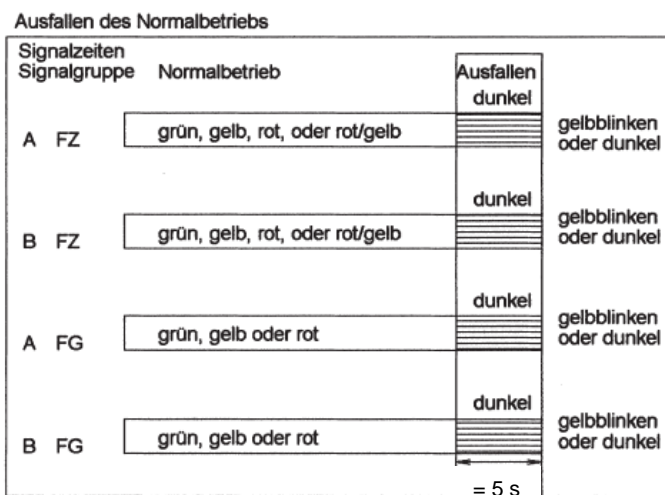 Ausfallen des Normalbetriebs
Signalzeiten
Signalgruppe Normalbetrieb Ausfallen
dunkel
A FZ grün, gelb, rot, oder rot/gelb gelbblinken
oder dunkel
dunkel
B FZ grün, gelb, rot, oder rot/gelb gelbblinken
oder dunkel
dunkel
A FG grün, gelb oder rot gelbblinken
oder dunkel
dunkel
B FG grün, gelb oder rot gelbblinken
oder dunkel
= 5 s